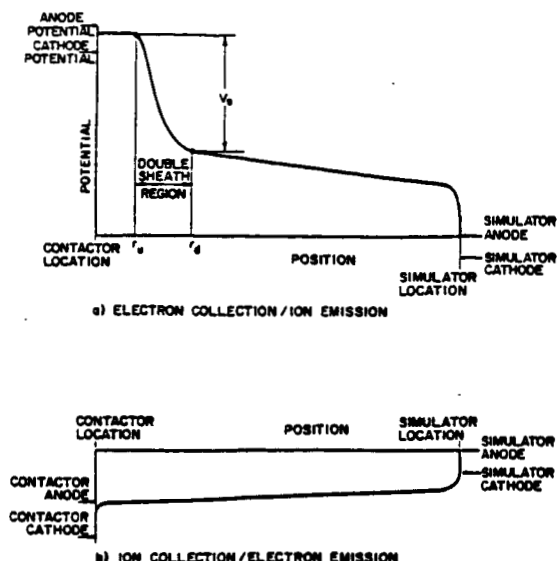 ANODE
POTENTIAL
CATHODE
POTENTIAL
POTENTIAL
DOUBLE
SHEATH
REGION
SIMULATOR
ANODE
CONTACTOR
LOCATION
POSITION
SIMULATOR
CATHODE
SIMULATOR
LOCATION
a) ELECTRON COLLECTION/ION EMISSION
CONTACTOR
LOCATION
POSITION
SIMULATOR
LOCATION
SIMULATOR
ANODE
SIMULATOR
CATHODE
CONTACTOR
ANODE
CONTACTOR
CATHODE
b) ION COLLECTION/ELECTRON EMISSION